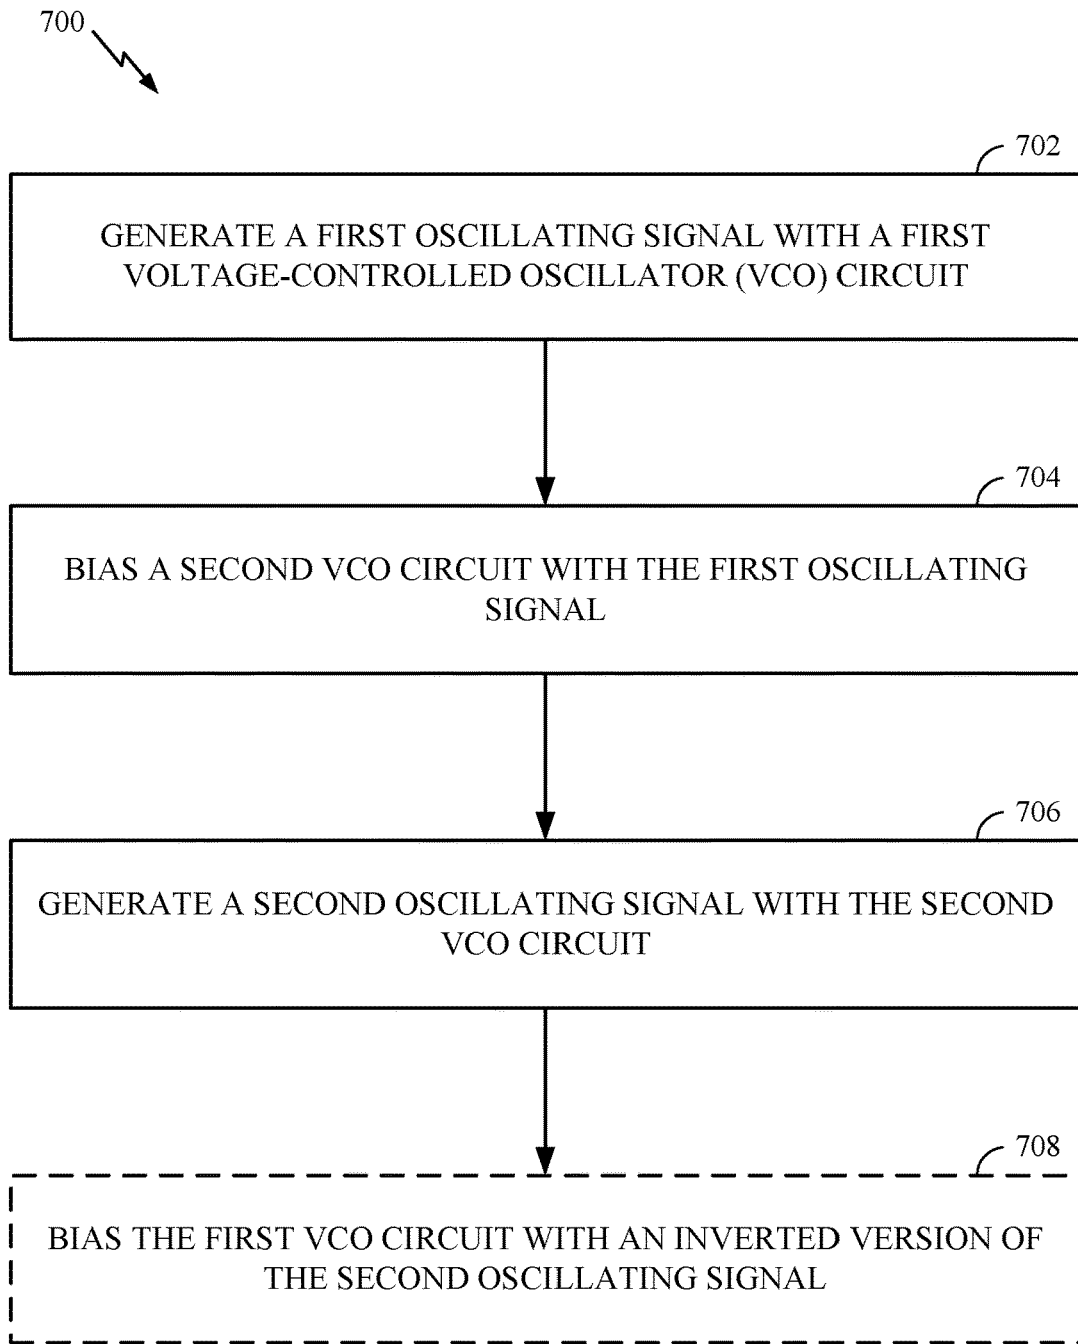 700
702
GENERATE A FIRST OSCILLATING SIGNAL WITH A FIRST
VOLTAGE-CONTROLLED OSCILLATOR (VCO) CIRCUIT
704
BIAS A SECOND VCO CIRCUIT WITH THE FIRST OSCILLATING
SIGNAL
706
GENERATE A SECOND OSCILLATING SIGNAL WITH THE SECOND
VCO CIRCUIT
708
BIAS THE FIRST VCO CIRCUIT WITH AN INVERTED VERSION OF
THE SECOND OSCILLATING SIGNAL